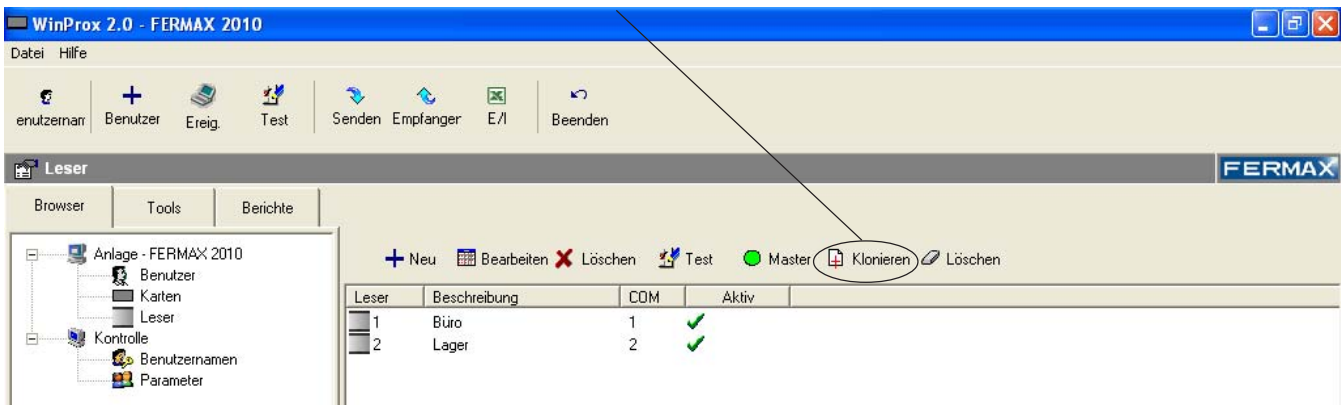 WinProx 2.0 - FERMAX 2010
Datei Hilfe
enutzernam Benutzer Ereig. Test Senden Empfanger E/I Beenden
Leser FERMAX
Browser Tools Berichte
Anlage - FERMAX 2010
Benutzer
Karten
Leser
Kontrolle
Benutzernamen
Parameter
Neu Bearbeiten Löschen Test Master Klonieren Löschen
Leser Beschreibung COM Aktiv
1 Büro 1
2 Lager 2